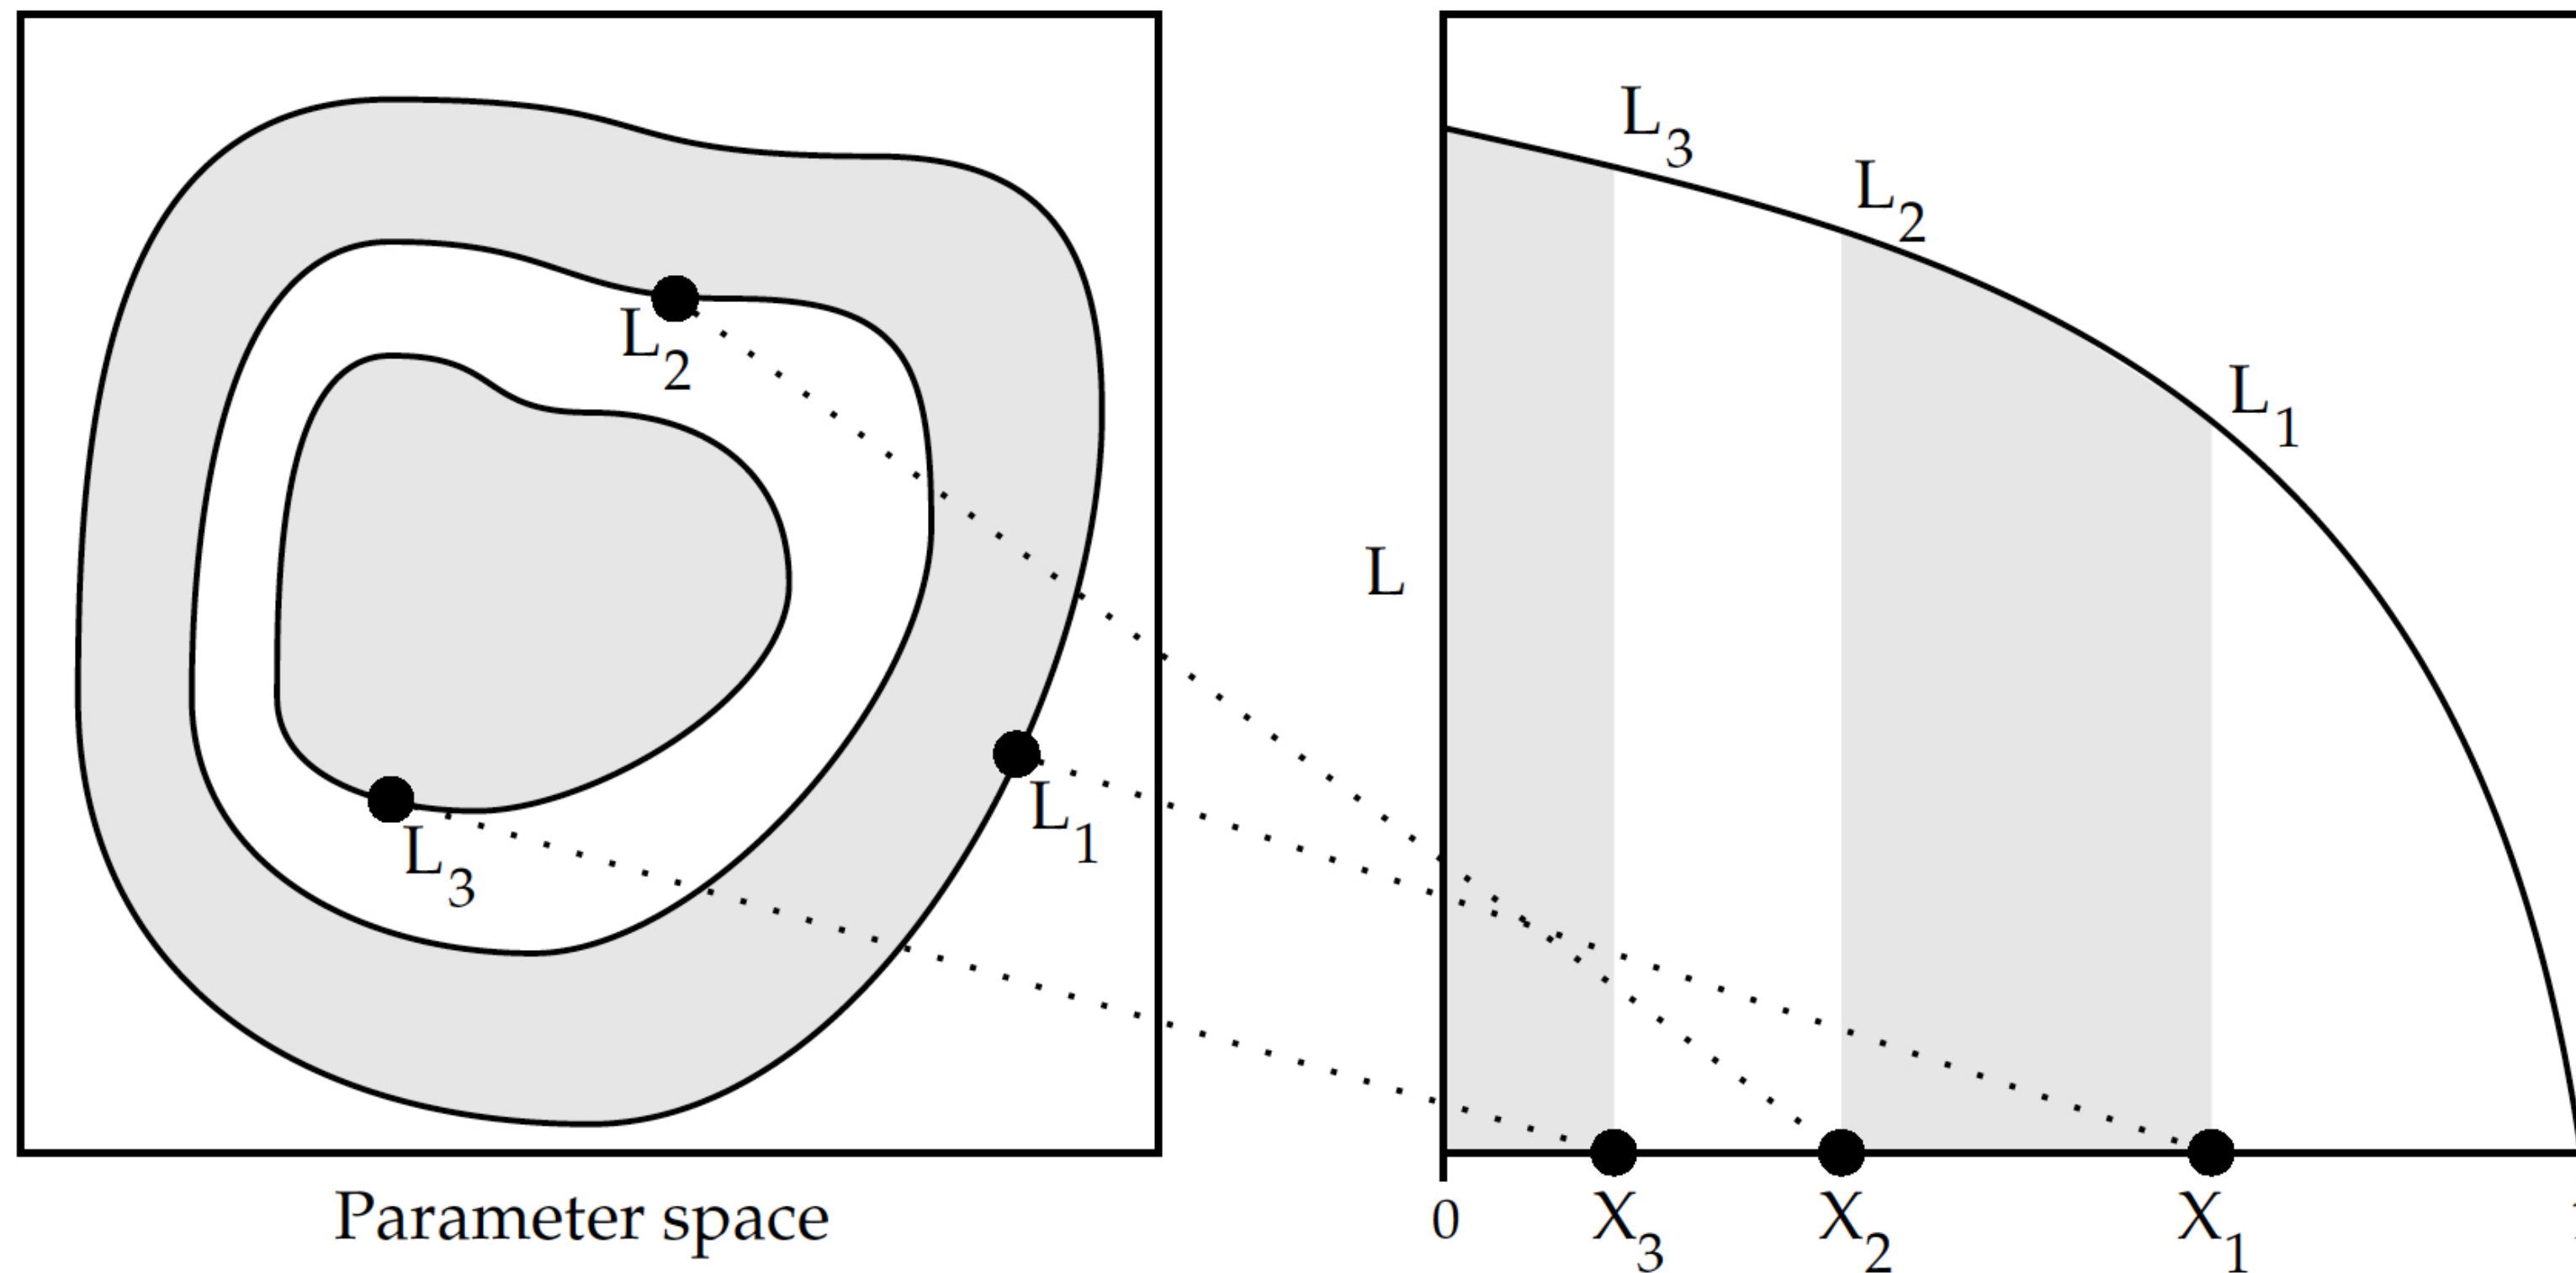 L₂
L₁
L₃
Parameter space
L₃
L₂
L₁
L
0 X₃ X₂ X₁